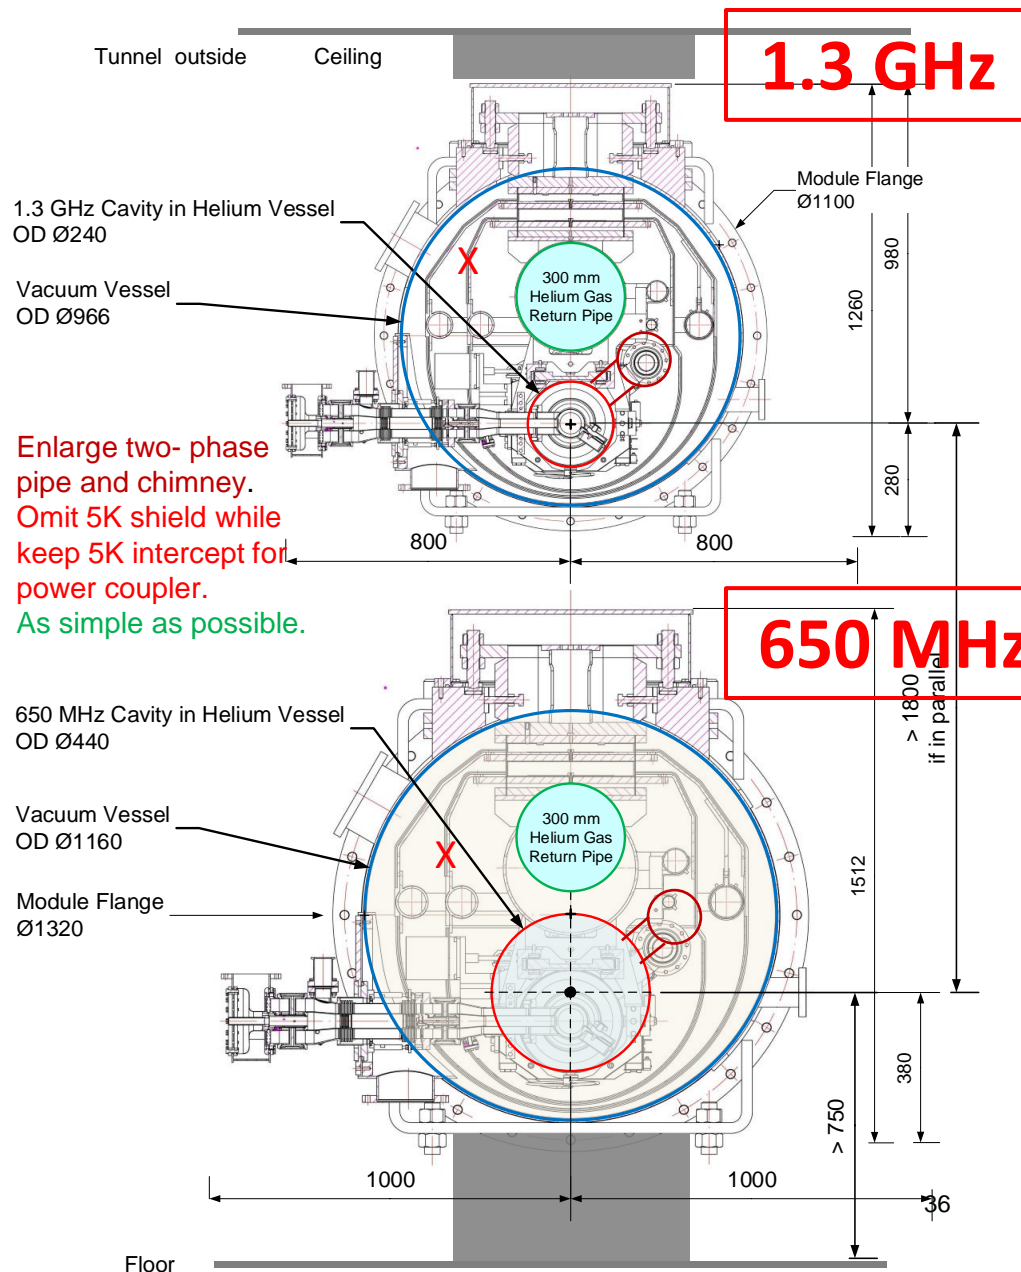 Tunnel outside
Ceiling
1.3 GHz
Module Flange
Ø1100
1.3 GHz Cavity in Helium Vessel
OD Ø240
Vacuum Vessel
OD Ø966
X
300 mm
Helium Gas
Return Pipe
980
1260
280
Enlarge two- phase
pipe and chimney.
Omit 5K shield while
keep 5K intercept for
power coupler.
As simple as possible.
800
800
650 MHz
> 1800
if in parallel
650 MHz Cavity in Helium Vessel
OD Ø440
Vacuum Vessel
OD Ø1160
Module Flange
Ø1320
X
300 mm
Helium Gas
Return Pipe
1512
380
> 750
1000
1000
36
Floor